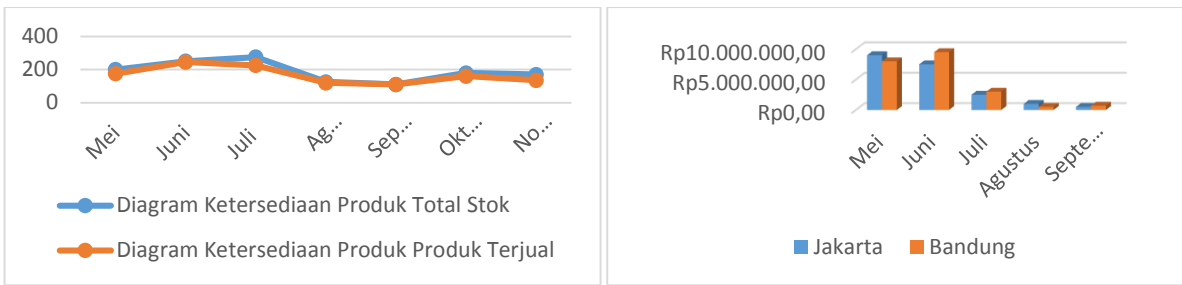 400
200
0
Mei
Juni
Juli
Ag...
Sep...
Okt...
No...
Diagram Ketersediaan Produk Total Stok
Diagram Ketersediaan Produk Produk Terjual
Rp10.000.000,00
Rp5.000.000,00
Rp0,00
Mei
Juni
Juli
Agustus
Septe...
Jakarta
Bandung